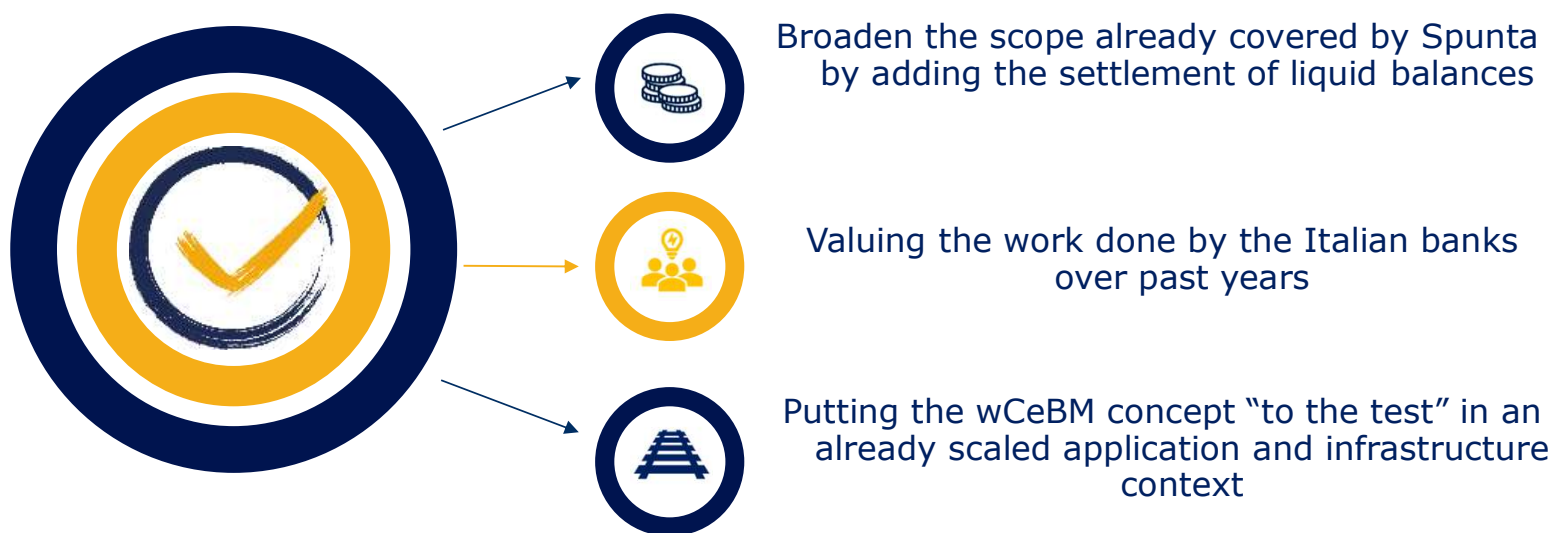 Broaden the scope already covered by Spunta
by adding the settlement of liquid balances
Valuing the work done by the Italian banks
over past years
Putting the wCeBM concept “to the test” in an
already scaled application and infrastructure
context